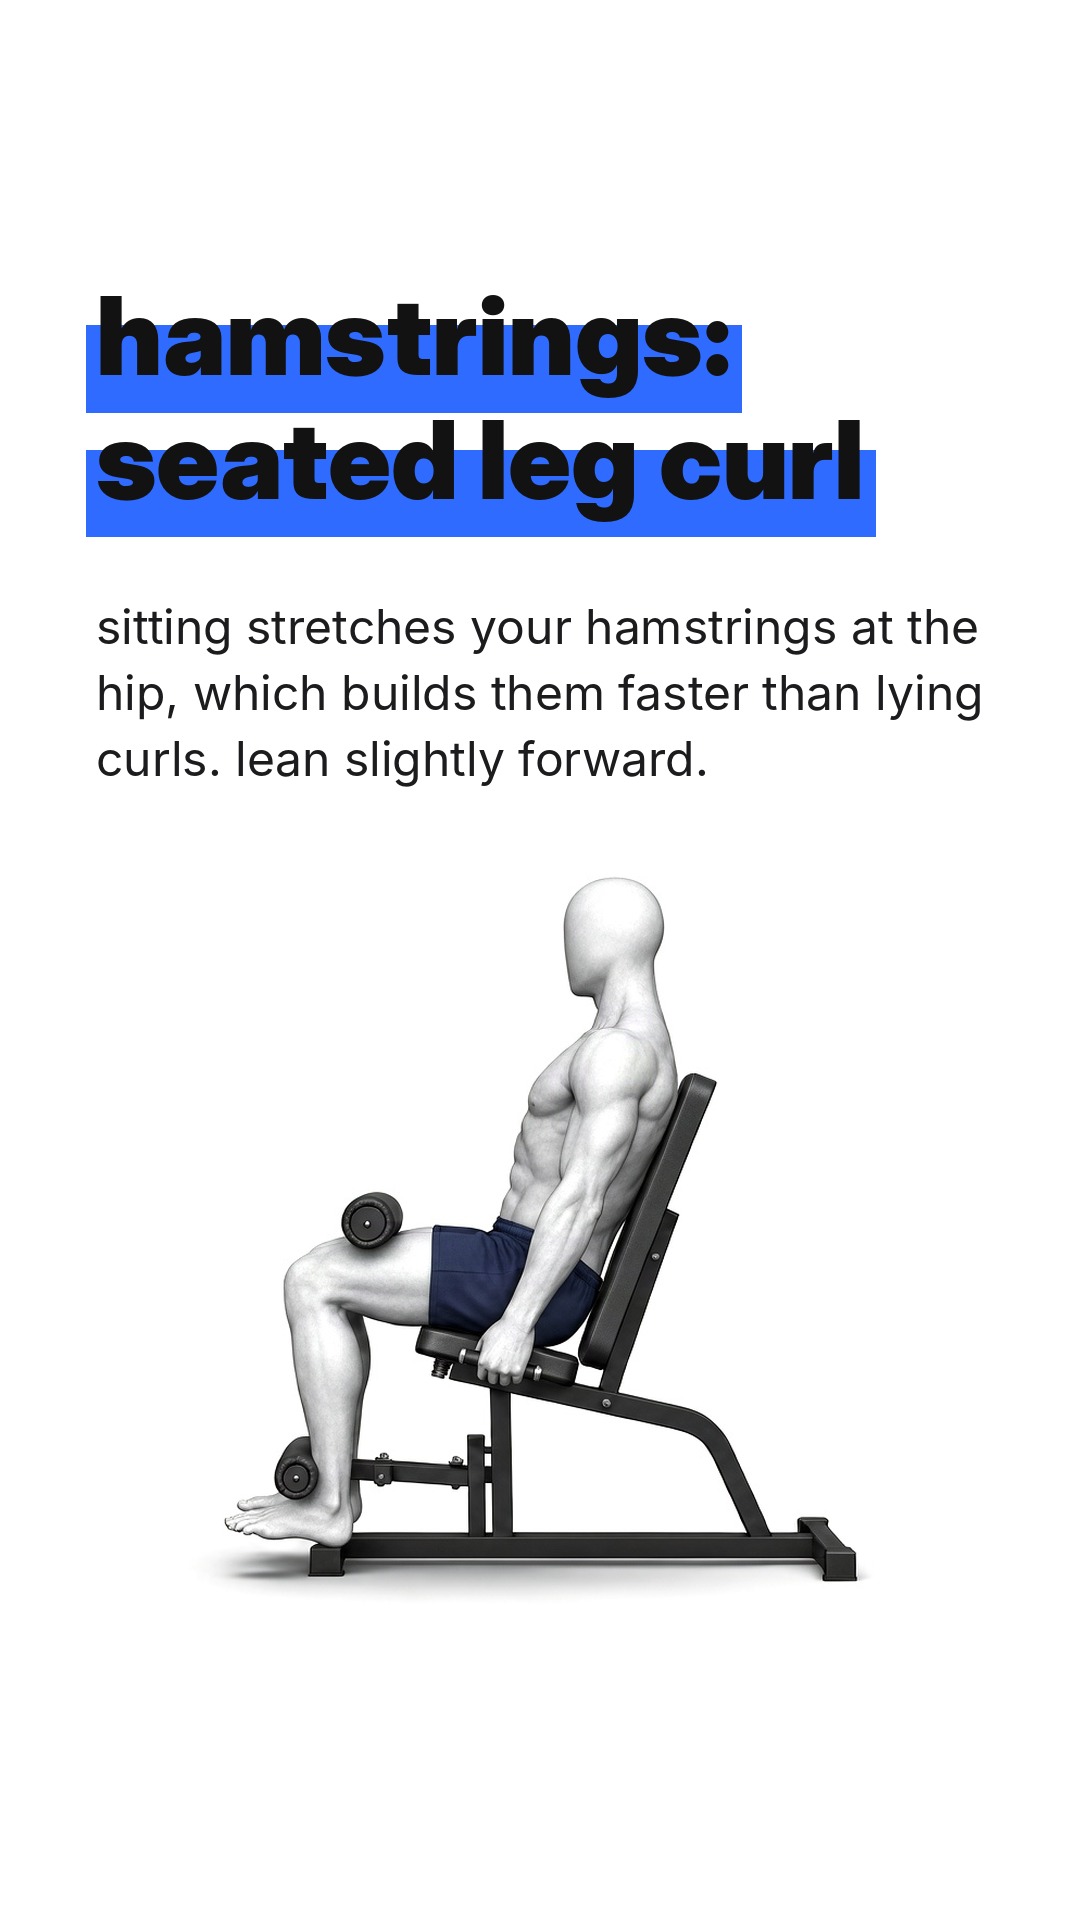 hamstrings:
seated leg curl
sitting stretches your hamstrings at the
hip, which builds them faster than lying
curls. lean slightly forward.